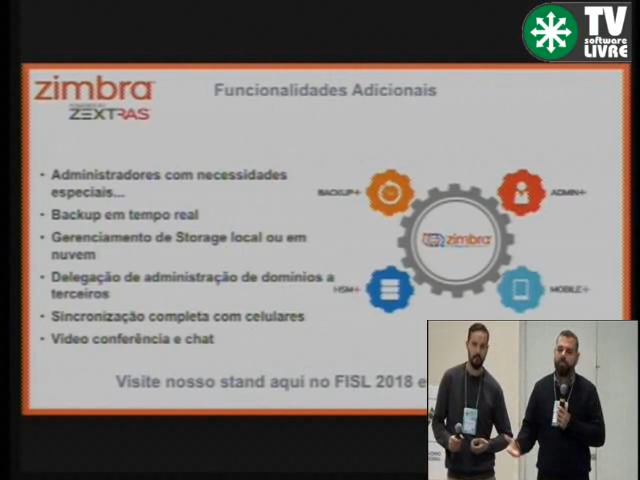 TV
software
LIVRE
zimbra
ZEXTRAS
Funcionalidades Adicionais
• Administradores com necessidades
especiais...
• Backup em tempo real
• Gerenciamento de Storage local ou em
nuvem
• Delegação de administração de domínios a
terceiros
• Sincronização completa com celulares
• Video conferência e chat
BACKUP+
ADMIN+
zimbra
HSM+
MOBILE+
Visite nosso stand aqui no FISL 2018 e